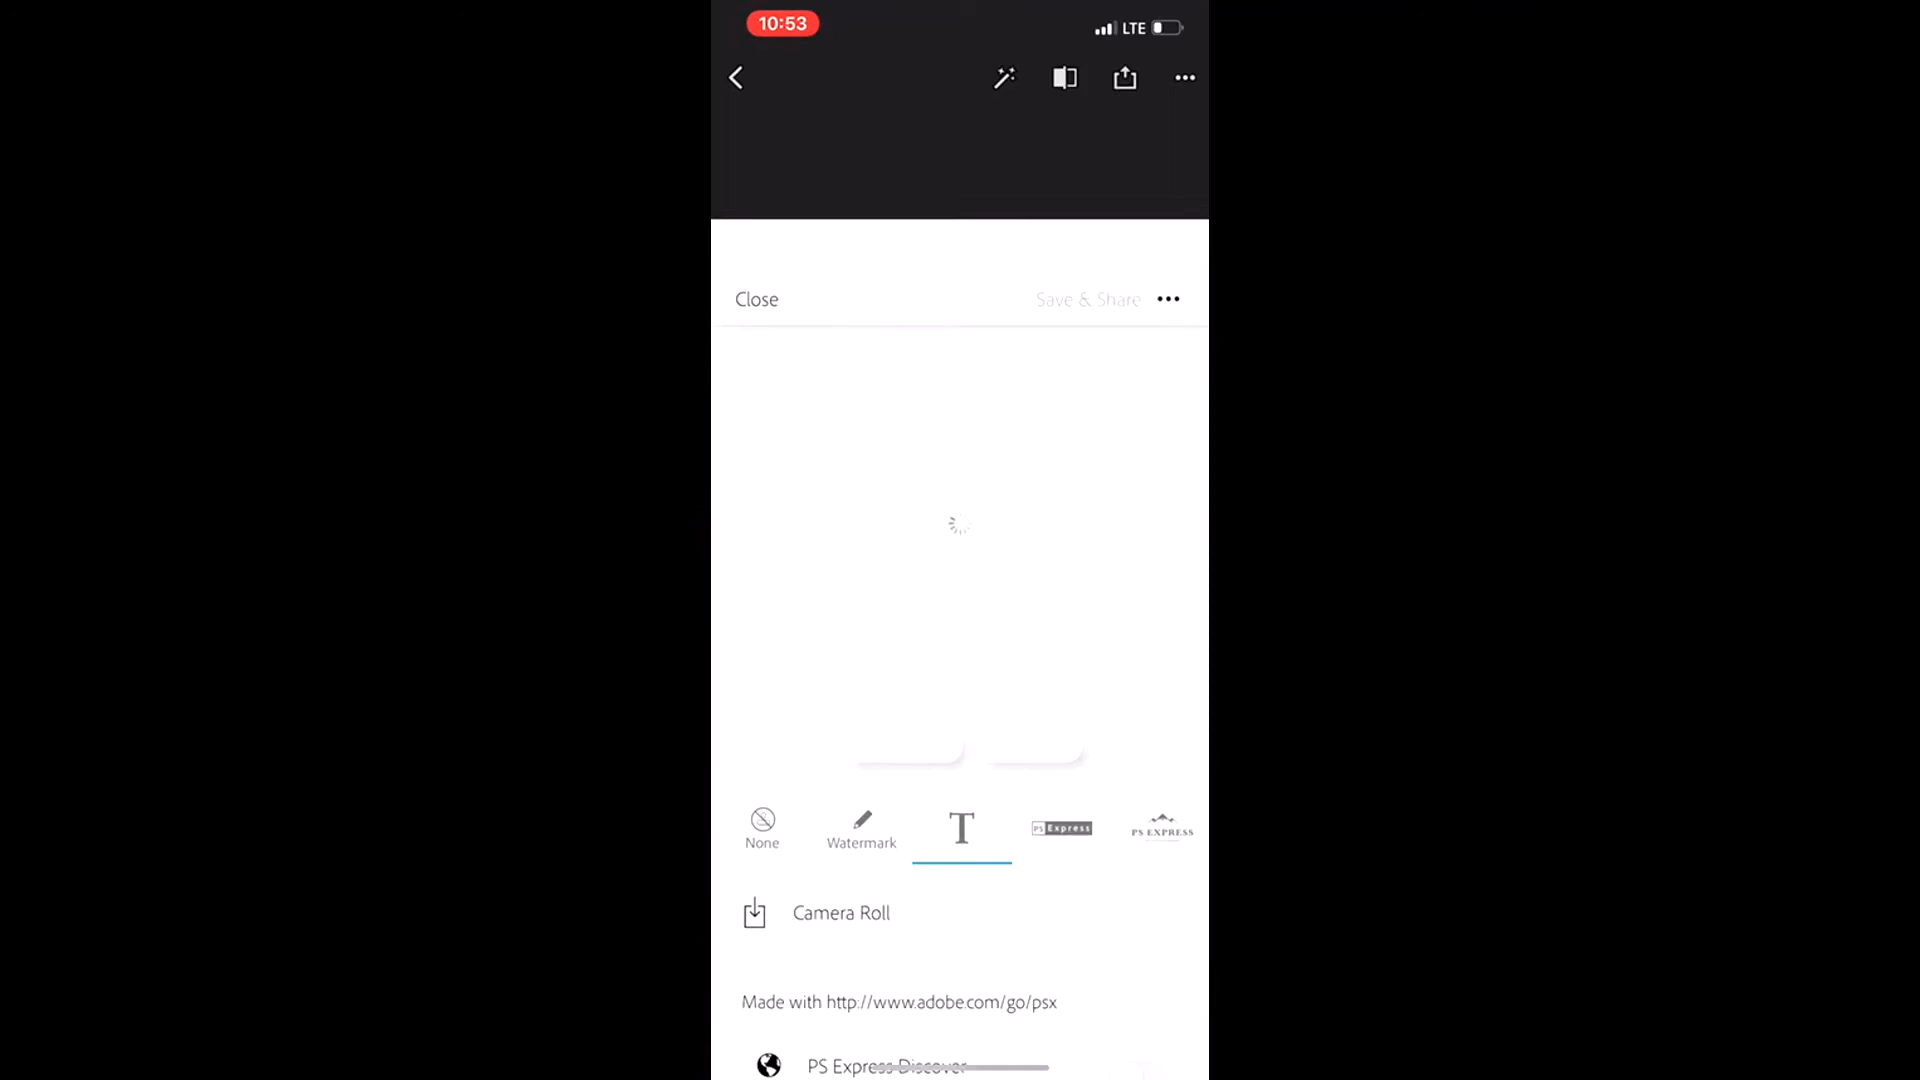 10:53
LTE
Close
Save & Share
None
Watermark
T
PS Express
PS EXPRESS
Camera Roll
Made with http://www.adobe.com/go/psx
PS Express Discover